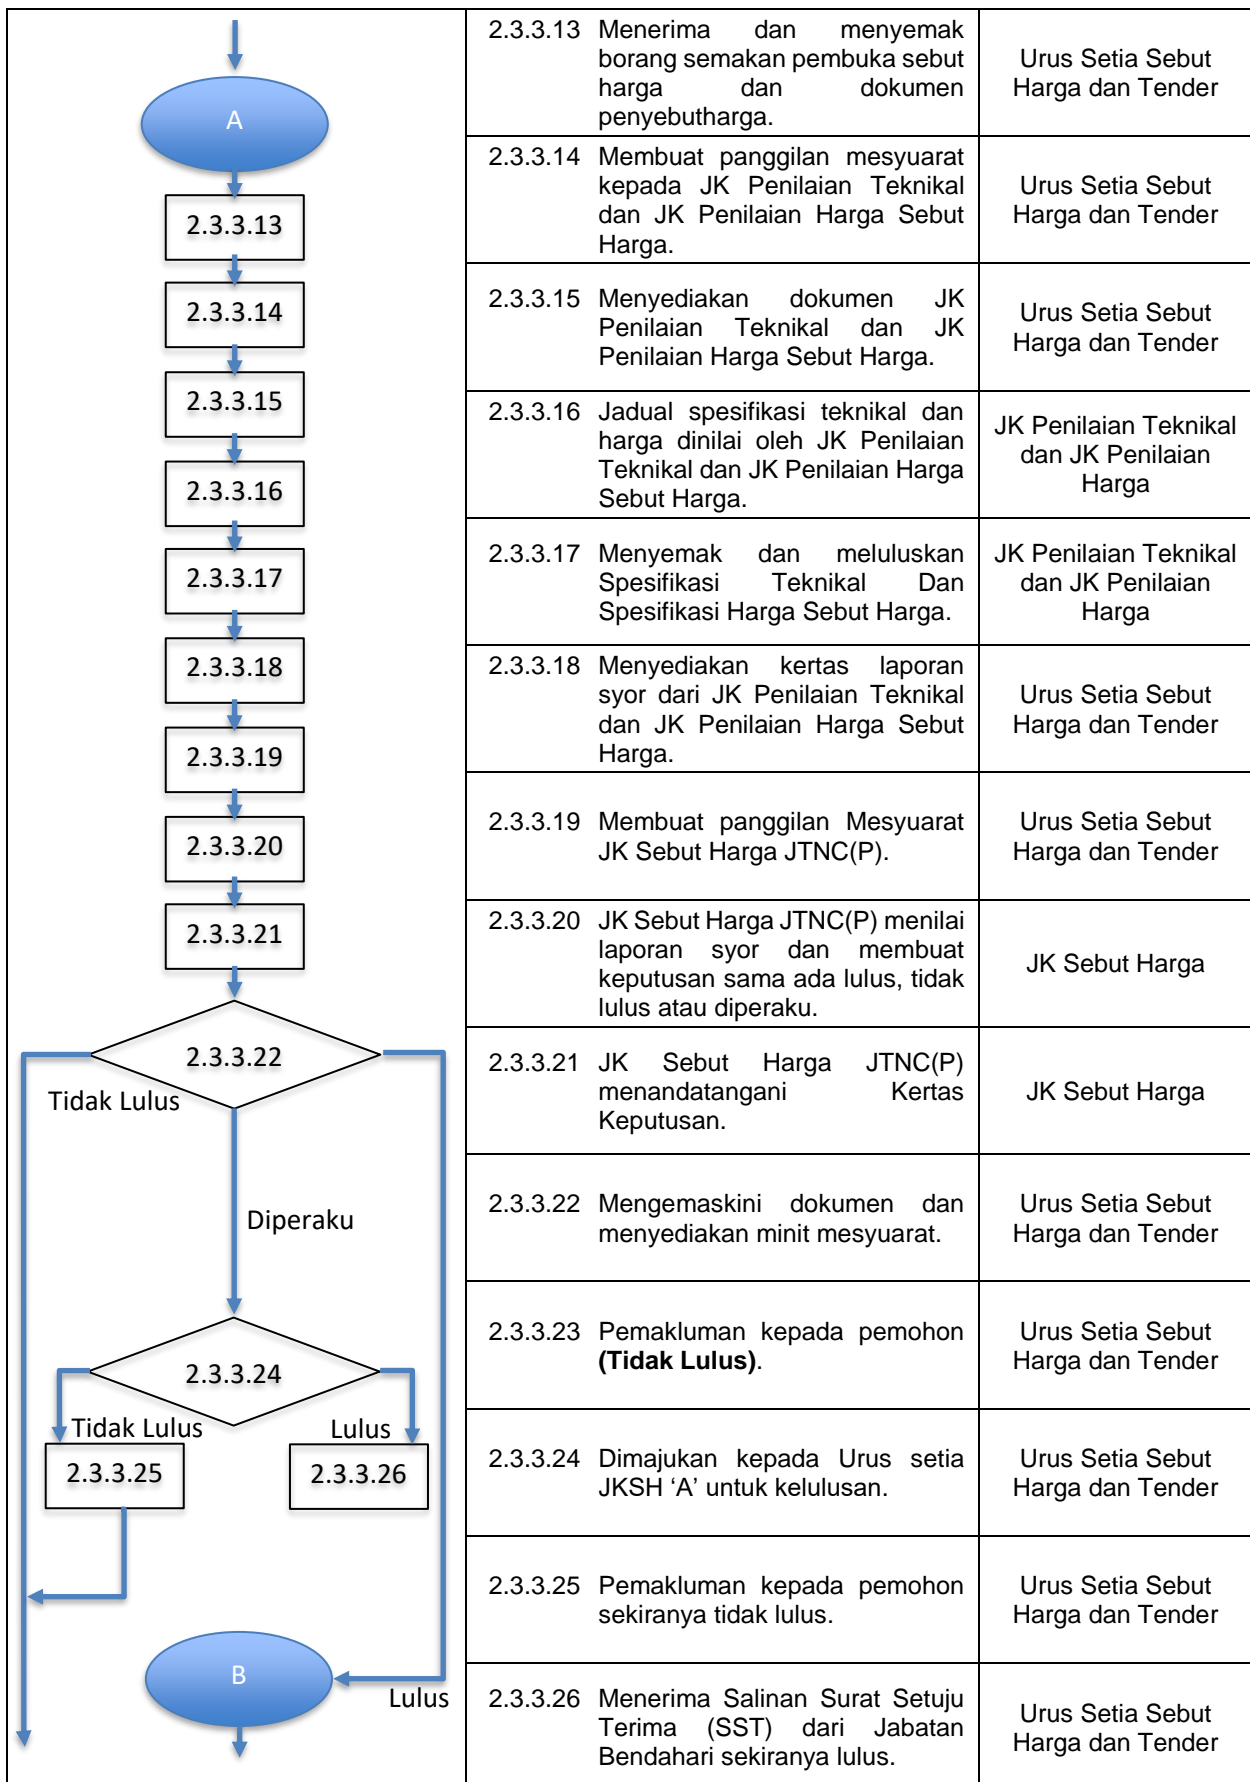 A
2.3.3.13
2.3.3.14
2.3.3.15
2.3.3.16
2.3.3.17
2.3.3.18
2.3.3.19
2.3.3.20
2.3.3.21
2.3.3.22
Tidak Lulus
Diperaku
2.3.3.24
Tidak Lulus
Lulus
2.3.3.25
2.3.3.26
B
Lulus
2.3.3.13 Menerima dan menyemak
borang semakan pembuka sebut
harga dan dokumen
penyebutharga.
Urus Setia Sebut
Harga dan Tender
2.3.3.14 Membuat panggilan mesyuarat
kepada JK Penilaian Teknikal
dan JK Penilaian Harga Sebut
Harga.
Urus Setia Sebut
Harga dan Tender
2.3.3.15 Menyediakan dokumen JK
Penilaian Teknikal dan JK
Penilaian Harga Sebut Harga.
Urus Setia Sebut
Harga dan Tender
2.3.3.16 Jadual spesifikasi teknikal dan
harga dinilai oleh JK Penilaian
Teknikal dan JK Penilaian Harga
Sebut Harga.
JK Penilaian Teknikal
dan JK Penilaian
Harga
2.3.3.17 Menyemak dan meluluskan
Spesifikasi Teknikal Dan
Spesifikasi Harga Sebut Harga.
JK Penilaian Teknikal
dan JK Penilaian
Harga
2.3.3.18 Menyediakan kertas laporan
syor dari JK Penilaian Teknikal
dan JK Penilaian Harga Sebut
Harga.
Urus Setia Sebut
Harga dan Tender
2.3.3.19 Membuat panggilan Mesyuarat
JK Sebut Harga JTNC(P).
Urus Setia Sebut
Harga dan Tender
2.3.3.20 JK Sebut Harga JTNC(P) menilai
laporan syor dan membuat
keputusan sama ada lulus, tidak
lulus atau diperaku.
JK Sebut Harga
2.3.3.21 JK Sebut Harga JTNC(P)
menandatangani Kertas
Keputusan.
JK Sebut Harga
2.3.3.22 Mengemaskini dokumen dan
menyediakan minit mesyuarat.
Urus Setia Sebut
Harga dan Tender
2.3.3.23 Pemakluman kepada pemohon
(Tidak Lulus).
Urus Setia Sebut
Harga dan Tender
2.3.3.24 Dimajukan kepada Urus setia
JKSH ‘A’ untuk kelulusan.
Urus Setia Sebut
Harga dan Tender
2.3.3.25 Pemakluman kepada pemohon
sekiranya tidak lulus.
Urus Setia Sebut
Harga dan Tender
2.3.3.26 Menerima Salinan Surat Setuju
Terima (SST) dari Jabatan
Bendahari sekiranya lulus.
Urus Setia Sebut
Harga dan Tender